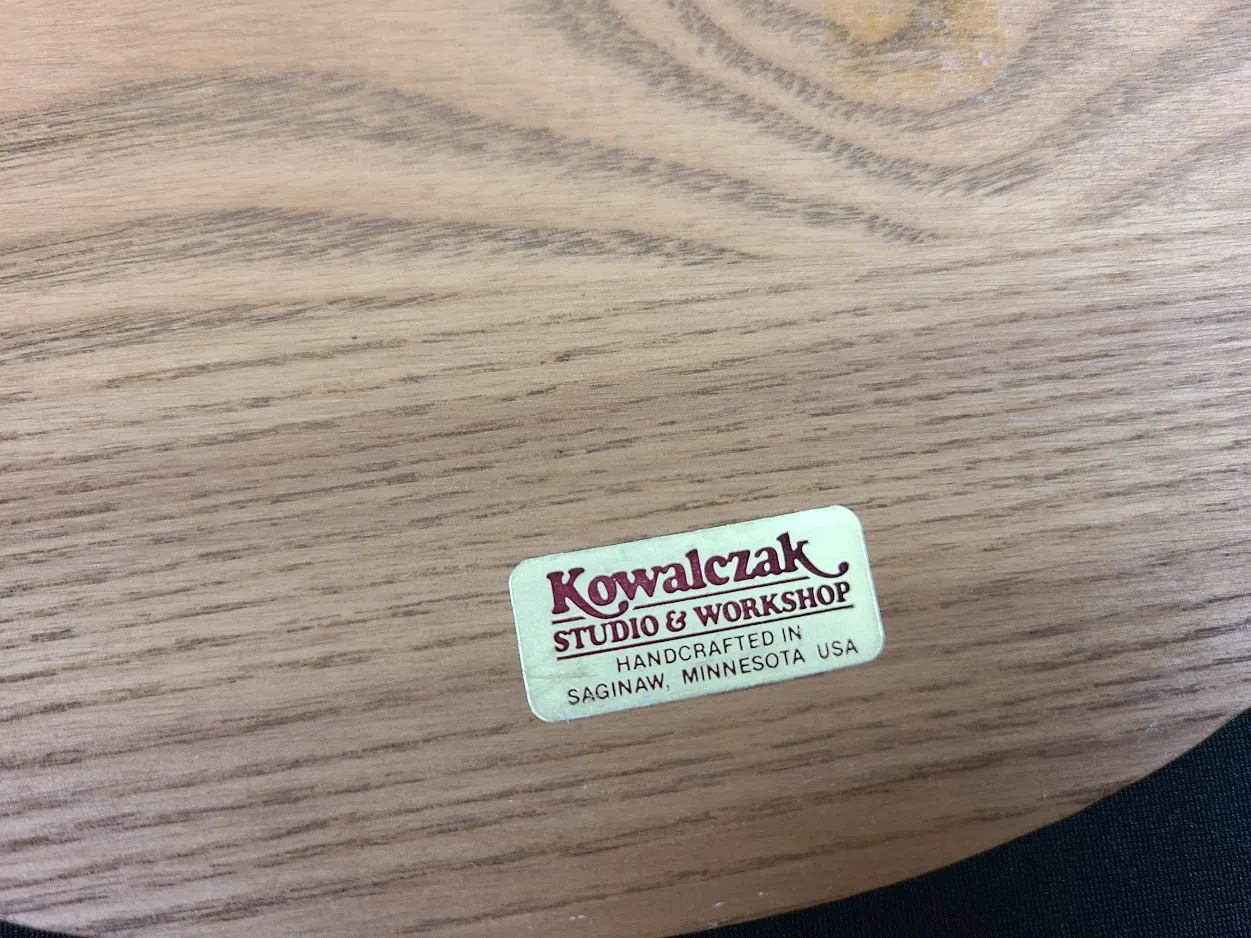 Kowalczak
STUDIO & WORKSHOP
HANDCRAFTED IN
SAGINAW, MINNESOTA USA